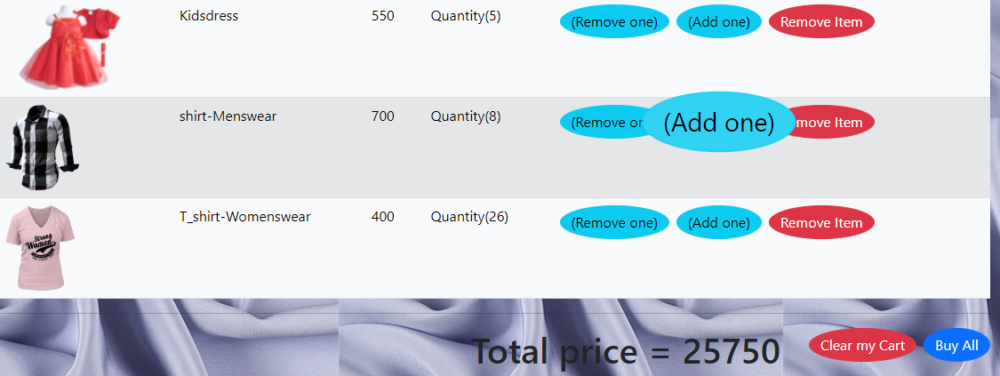 Kidsdress 550 Quantity(5) (Remove one) (Add one) Remove Item
shirt-Menswear 700 Quantity(8) (Remove or (Add one) move Item
T_shirt-Womenswear 400 Quantity(26) (Remove one) (Add one) Remove Item
Strong
Women
Total price = 25750 Clear my Cart Buy All